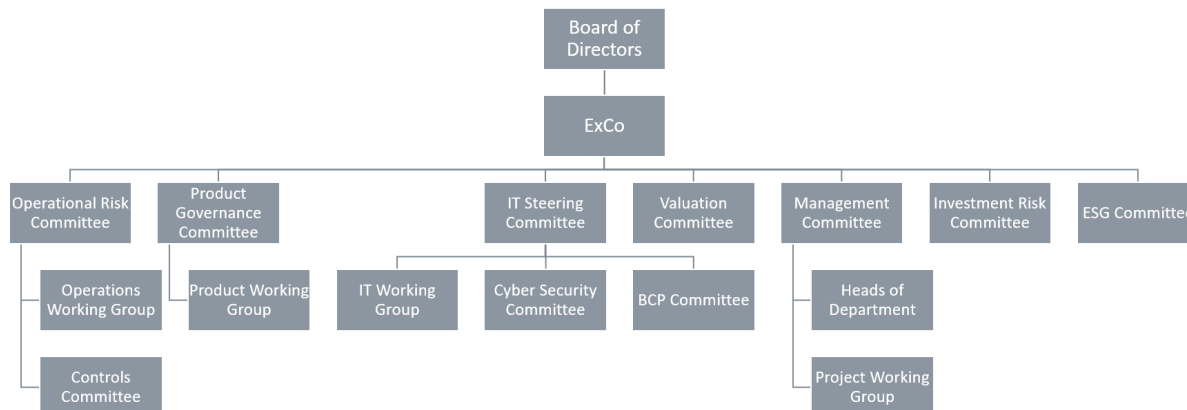 Board of
Directors
ExCo
Operational Risk
Committee
Product
Governance
Committee
IT Steering
Committee
Valuation
Committee
Management
Committee
Investment Risk
Committee
ESG Committee
Operations
Working Group
Product Working
Group
IT Working
Group
Cyber Security
Committee
BCP Committee
Heads of
Department
Controls
Committee
Project Working
Group